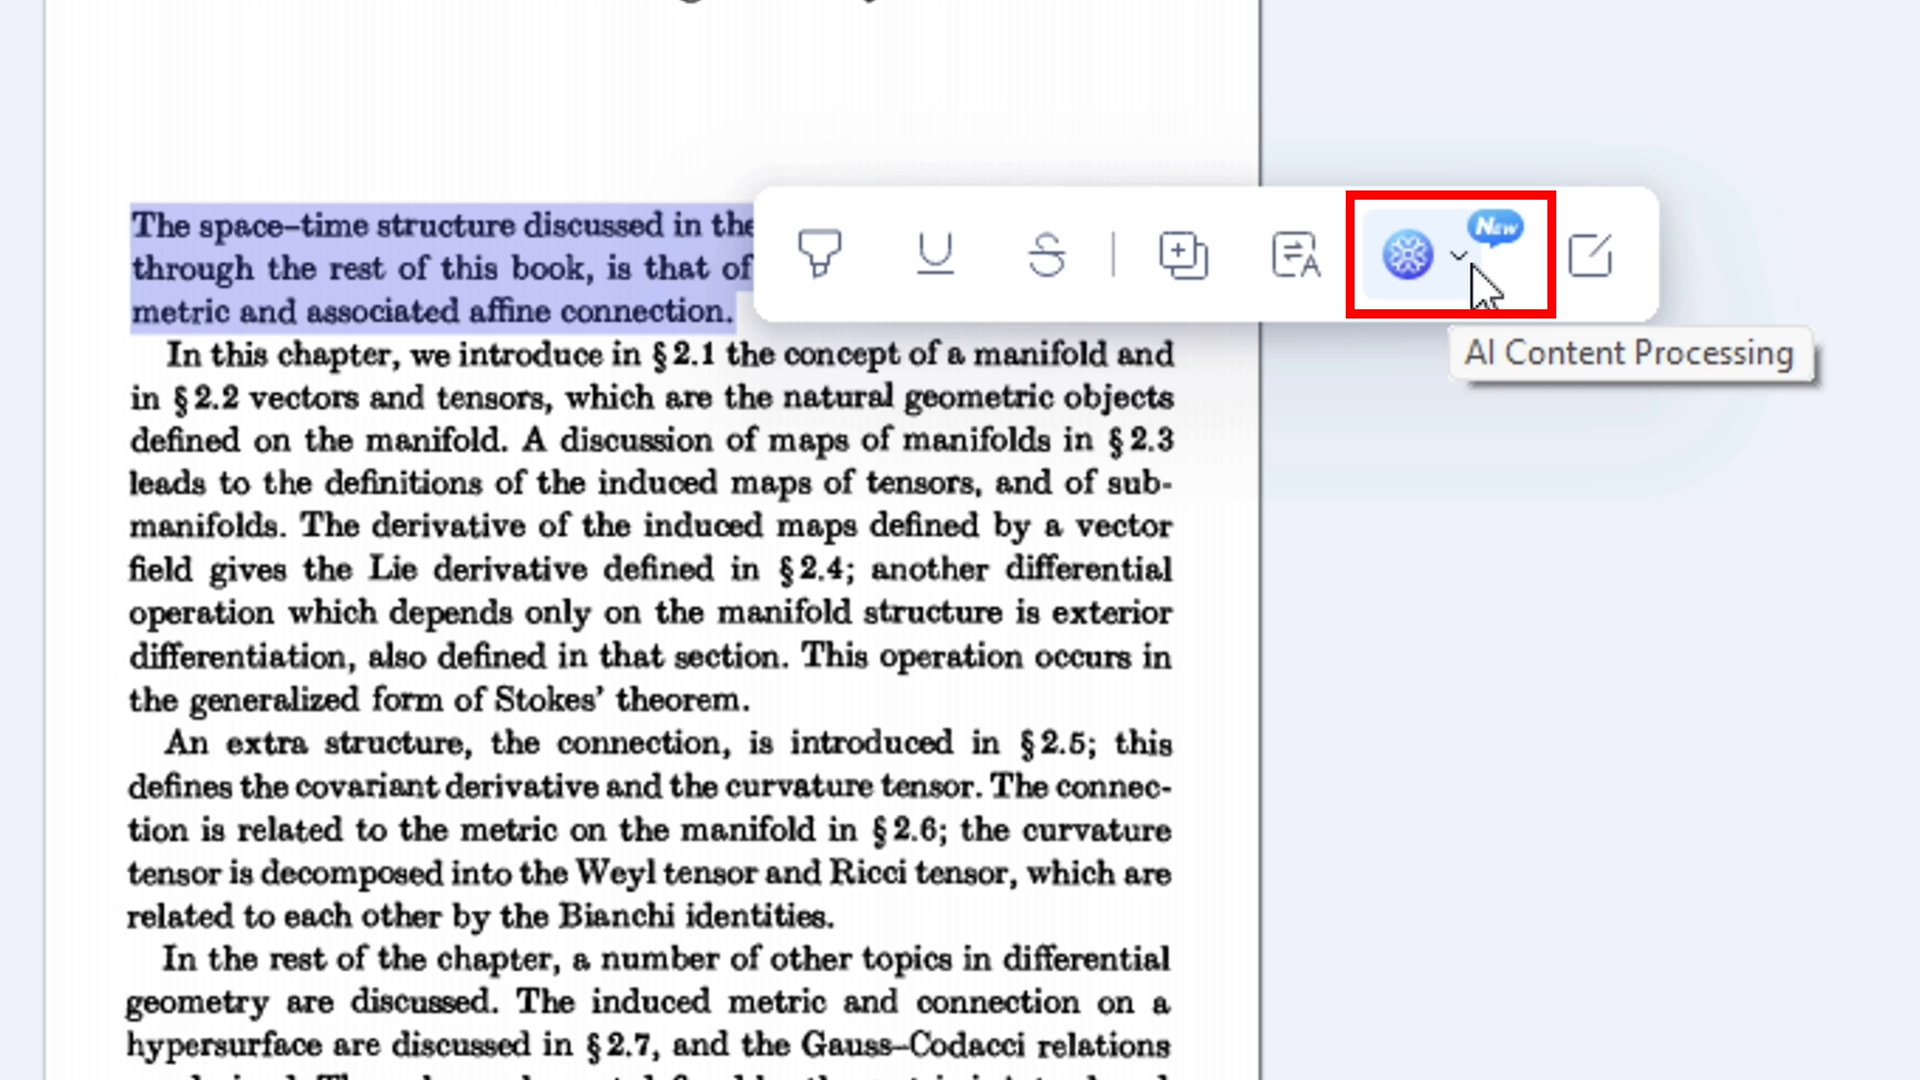 The space–time structure discussed in the
through the rest of this book, is that of
metric and associated affine connection.
New
AI Content Processing
In this chapter, we introduce in § 2.1 the concept of a manifold and
in § 2.2 vectors and tensors, which are the natural geometric objects
defined on the manifold. A discussion of maps of manifolds in § 2.3
leads to the definitions of the induced maps of tensors, and of sub-
manifolds. The derivative of the induced maps defined by a vector
field gives the Lie derivative defined in § 2.4; another differential
operation which depends only on the manifold structure is exterior
differentiation, also defined in that section. This operation occurs in
the generalized form of Stokes' theorem.
An extra structure, the connection, is introduced in § 2.5; this
defines the covariant derivative and the curvature tensor. The connec-
tion is related to the metric on the manifold in § 2.6; the curvature
tensor is decomposed into the Weyl tensor and Ricci tensor, which are
related to each other by the Bianchi identities.
In the rest of the chapter, a number of other topics in differential
geometry are discussed. The induced metric and connection on a
hypersurface are discussed in § 2.7, and the Gauss–Codacci relations